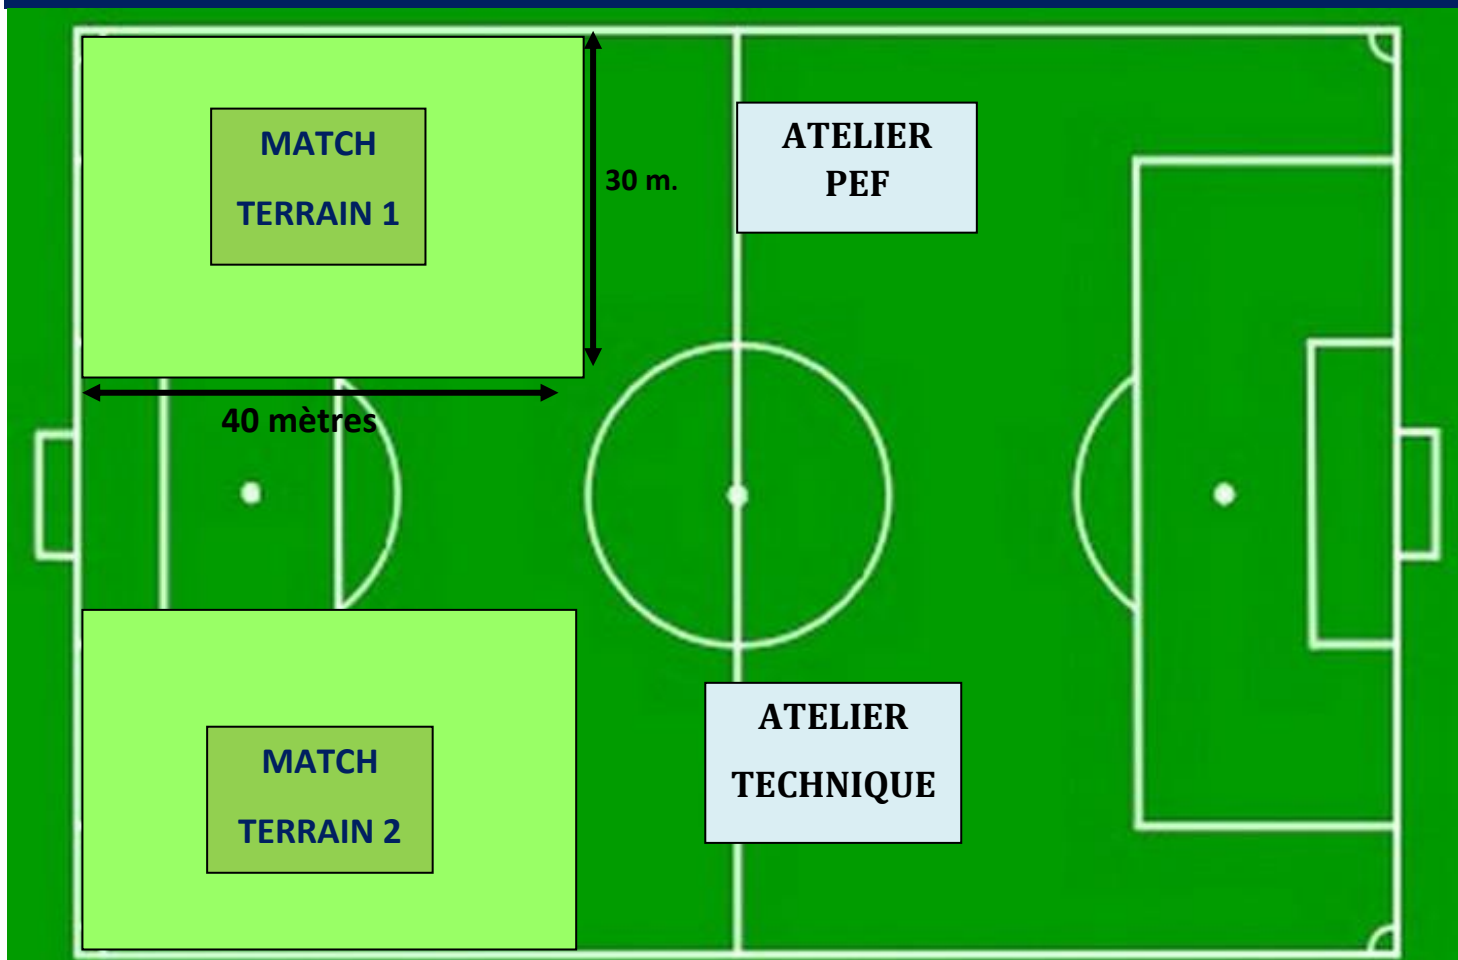 MATCH
TERRAIN 1
30 m.
ATELIER
PEF
40 mètres
MATCH
TERRAIN 2
ATELIER
TECHNIQUE